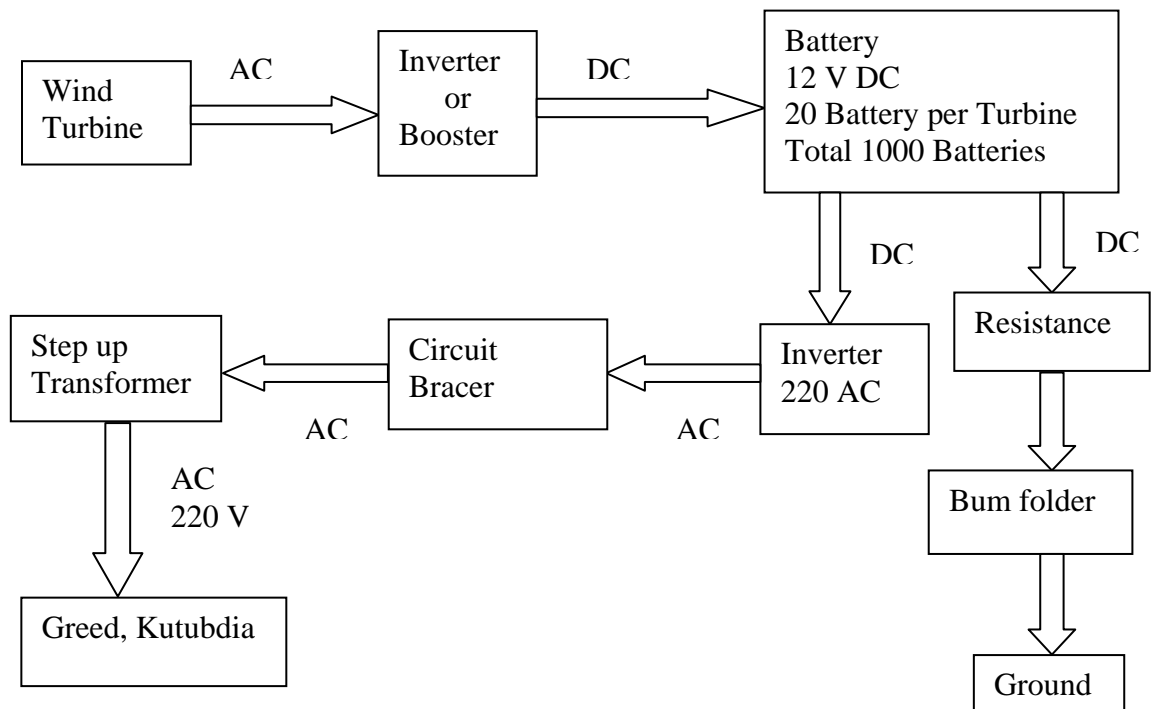 Wind
Turbine
AC
Inverter
or
Booster
DC
Battery
12 V DC
20 Battery per Turbine
Total 1000 Batteries
DC
DC
Step up
Transformer
AC
Circuit
Bracer
AC
Inverter
220 AC
Resistance
AC
220 V
Bum folder
Greed, Kutubdia
Ground